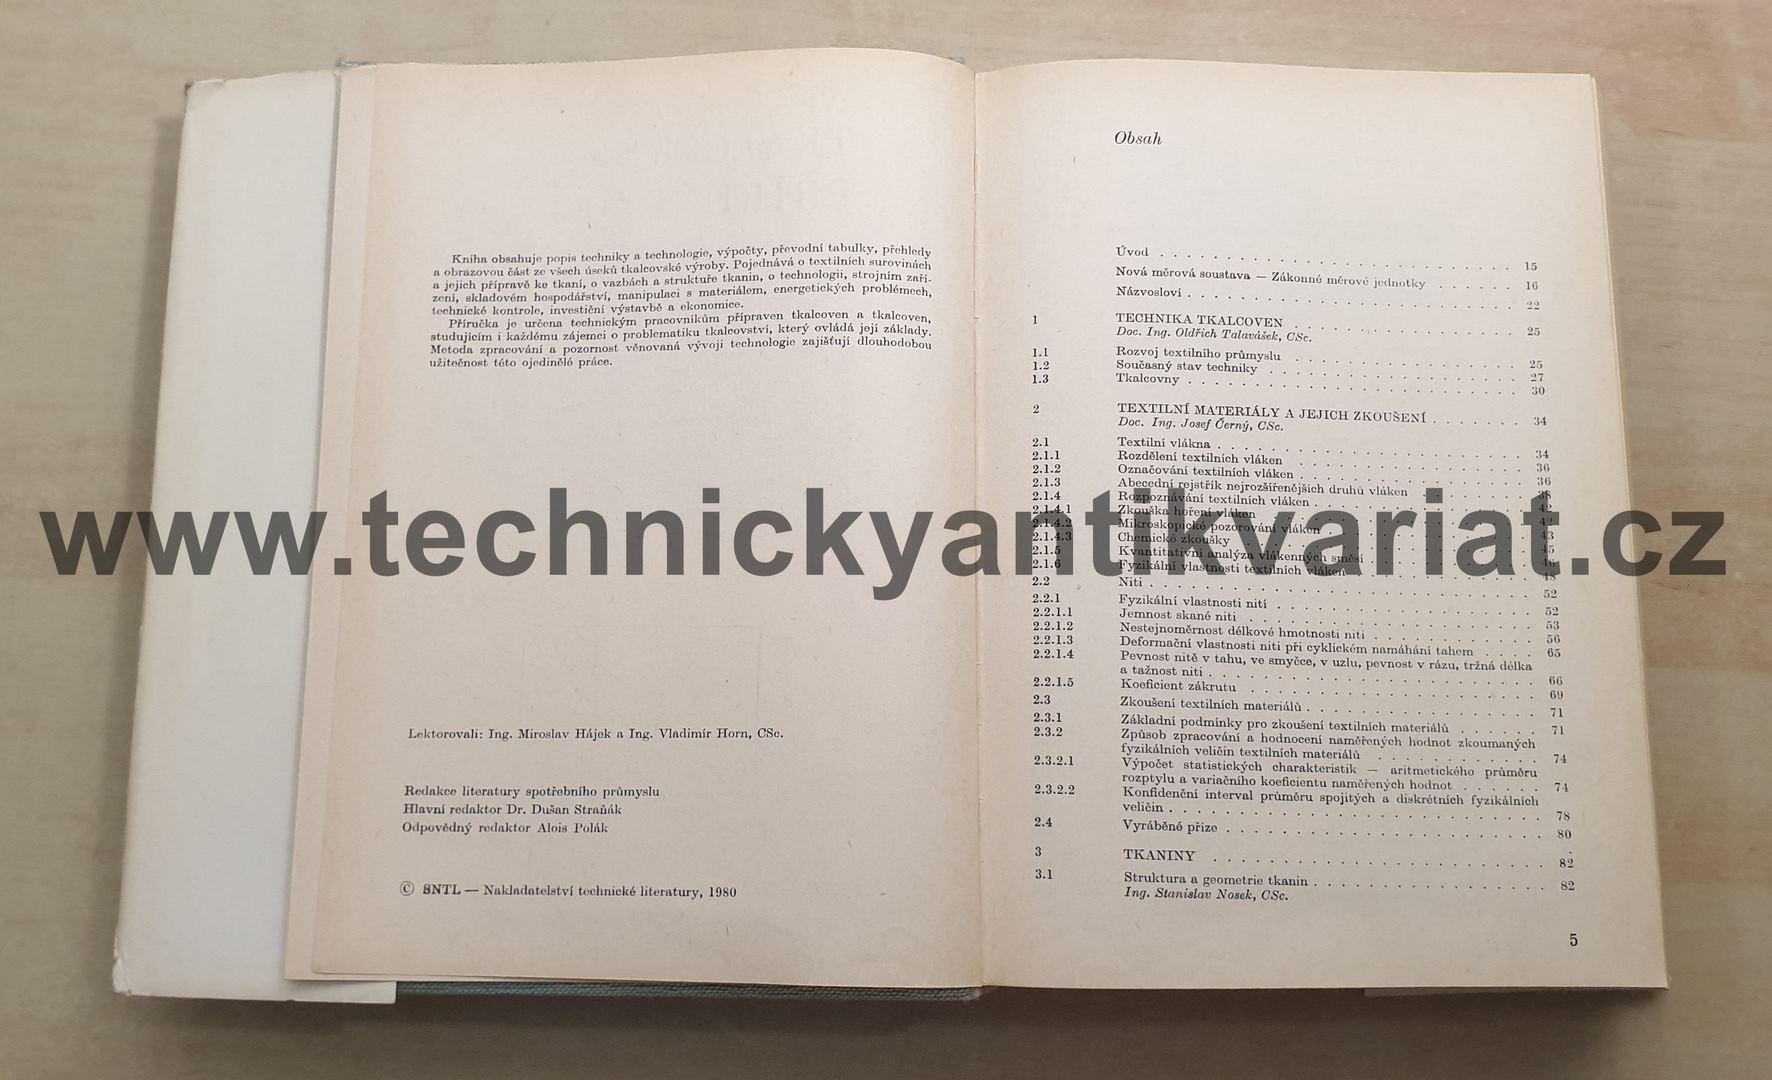 Kniha obsahuje popis techniky a technologie, výpočty, převodní tabulky, přehledy
a obrazovou část ze všech úseků tkalcovské výroby. Pojednává o textilních surovinách
a jejich přípravě ke tkaní, o vazbách a struktuře tkanin, o technologii, strojním zaří-
zení, skladovém hospodářství, manipulaci s materiálem, energetických problémech,
technické kontrole, investiční výstavbě a ekonomice.
Příručka je určena technickým pracovníkům přípraven tkalcoven a tkalcoven,
studujícím i každému zájemci o problematiku tkalcovství, který ovládá její základy.
Metoda zpracování a pozornost věnovaná vývoji technologie zajišťují dlouhodobou
užitečnost této ojedinělé práce.
Lektorovali: Ing. Miroslav Hájek a Ing. Vladimír Horn, CSc.
Redakce literatury spotřebního průmyslu
Hlavní redaktor Dr. Dušan Straňák
Odpovědný redaktor Alois Polák
© SNTL — Nakladatelství technické literatury, 1980
Obsah
Úvod . . . . . . . . . . 15
Nová měrová soustava — Zákonné měrové jednotky . . . . . . 16
Názvosloví . . . . . . . . . . 22
1 TECHNIKA TKALCOVEN . . . . . . . . . . 25
Doc. Ing. Oldřich Talavášek, CSc.
1.1 Rozvoj textilního průmyslu . . . . . . . . . . 25
1.2 Současný stav techniky . . . . . . . . . . 27
1.3 Tkalcovny . . . . . . . . . . 30
2 TEXTILNÍ MATERIÁLY A JEJICH ZKOUŠENÍ . . . . . . . 34
Doc. Ing. Josef Černý, CSc.
2.1 Textilní vlákna . . . . . . . . . . 34
2.1.1 Rozdělení textilních vláken . . . . . . . . . . 36
2.1.2 Označování textilních vláken . . . . . . . . . . 36
2.1.3 Abecední rejstřík nejrozšířenějších druhů vláken . . . . . . 38
2.1.4 Rozpoznávání textilních vláken . . . . . . . . . . 42
2.1.4.1 Zkouška hoření vláken . . . . . . . . . . 42
2.1.4.2 Mikroskopické pozorování vláken . . . . . . . . . . 43
2.1.4.3 Chemické zkoušky . . . . . . . . . . 45
2.1.5 Kvantitativní analýza vlákenných směsí . . . . . . . . . . 46
2.1.6 Fyzikální vlastnosti textilních vláken . . . . . . . . . . 48
2.2 Niti . . . . . . . . . . 52
2.2.1 Fyzikální vlastnosti nití . . . . . . . . . . 52
2.2.1.1 Jemnost skané niti . . . . . . . . . . 53
2.2.1.2 Nestejnoměrnost délkové hmotnosti niti . . . . . . . . . . 56
2.2.1.3 Deformační vlastnosti niti při cyklickém namáhání tahem . . . . 65
2.2.1.4 Pevnost nitě v tahu, ve smyčce, v uzlu, pevnost v rázu, tržná délka
a tažnost niti . . . . . . . . . . 66
2.2.1.5 Koeficient zákrutu . . . . . . . . . . 69
2.3 Zkoušení textilních materiálů . . . . . . . . . . 71
2.3.1 Základní podmínky pro zkoušení textilních materiálů . . . . . . 71
2.3.2 Způsob zpracování a hodnocení naměřených hodnot zkoumaných
fyzikálních veličin textilních materiálů . . . . . . . . . . 74
2.3.2.1 Výpočet statistických charakteristik — aritmetického průměru
rozptylu a variačního koeficientu naměřených hodnot . . . . . . 74
2.3.2.2 Konfidenční interval průměru spojitých a diskrétních fyzikálních
veličin . . . . . . . . . . 78
2.4 Vyráběné příze . . . . . . . . . . 80
3 TKANINY . . . . . . . . . . 82
3.1 Struktura a geometrie tkanin . . . . . . . . . . 82
Ing. Stanislav Nosek, CSc.
5
www.technickyantikvariat.cz